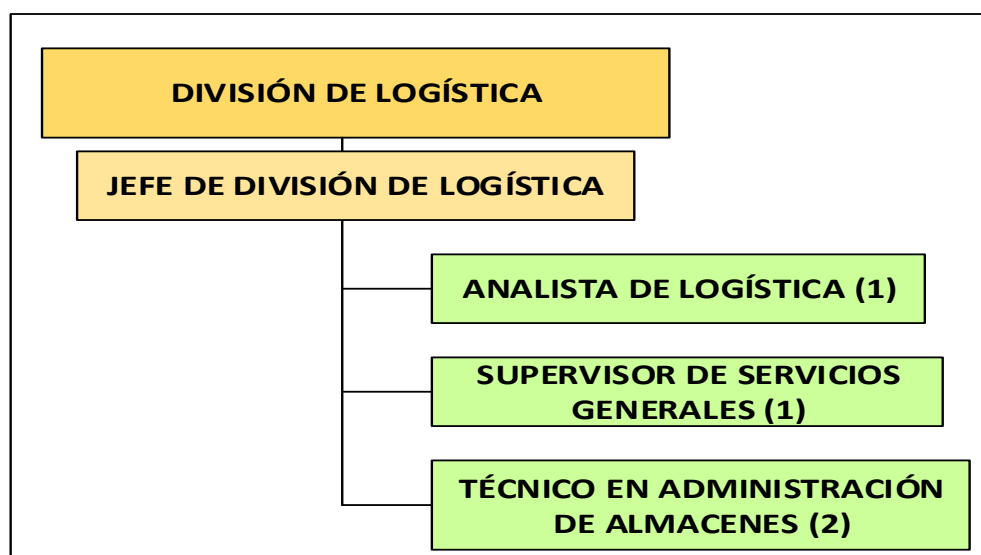 DIVISIÓN DE LOGÍSTICA
JEFE DE DIVISIÓN DE LOGÍSTICA
ANALISTA DE LOGÍSTICA (1)
SUPERVISOR DE SERVICIOS
GENERALES (1)
TÉCNICO EN ADMINISTRACIÓN
DE ALMACENES (2)